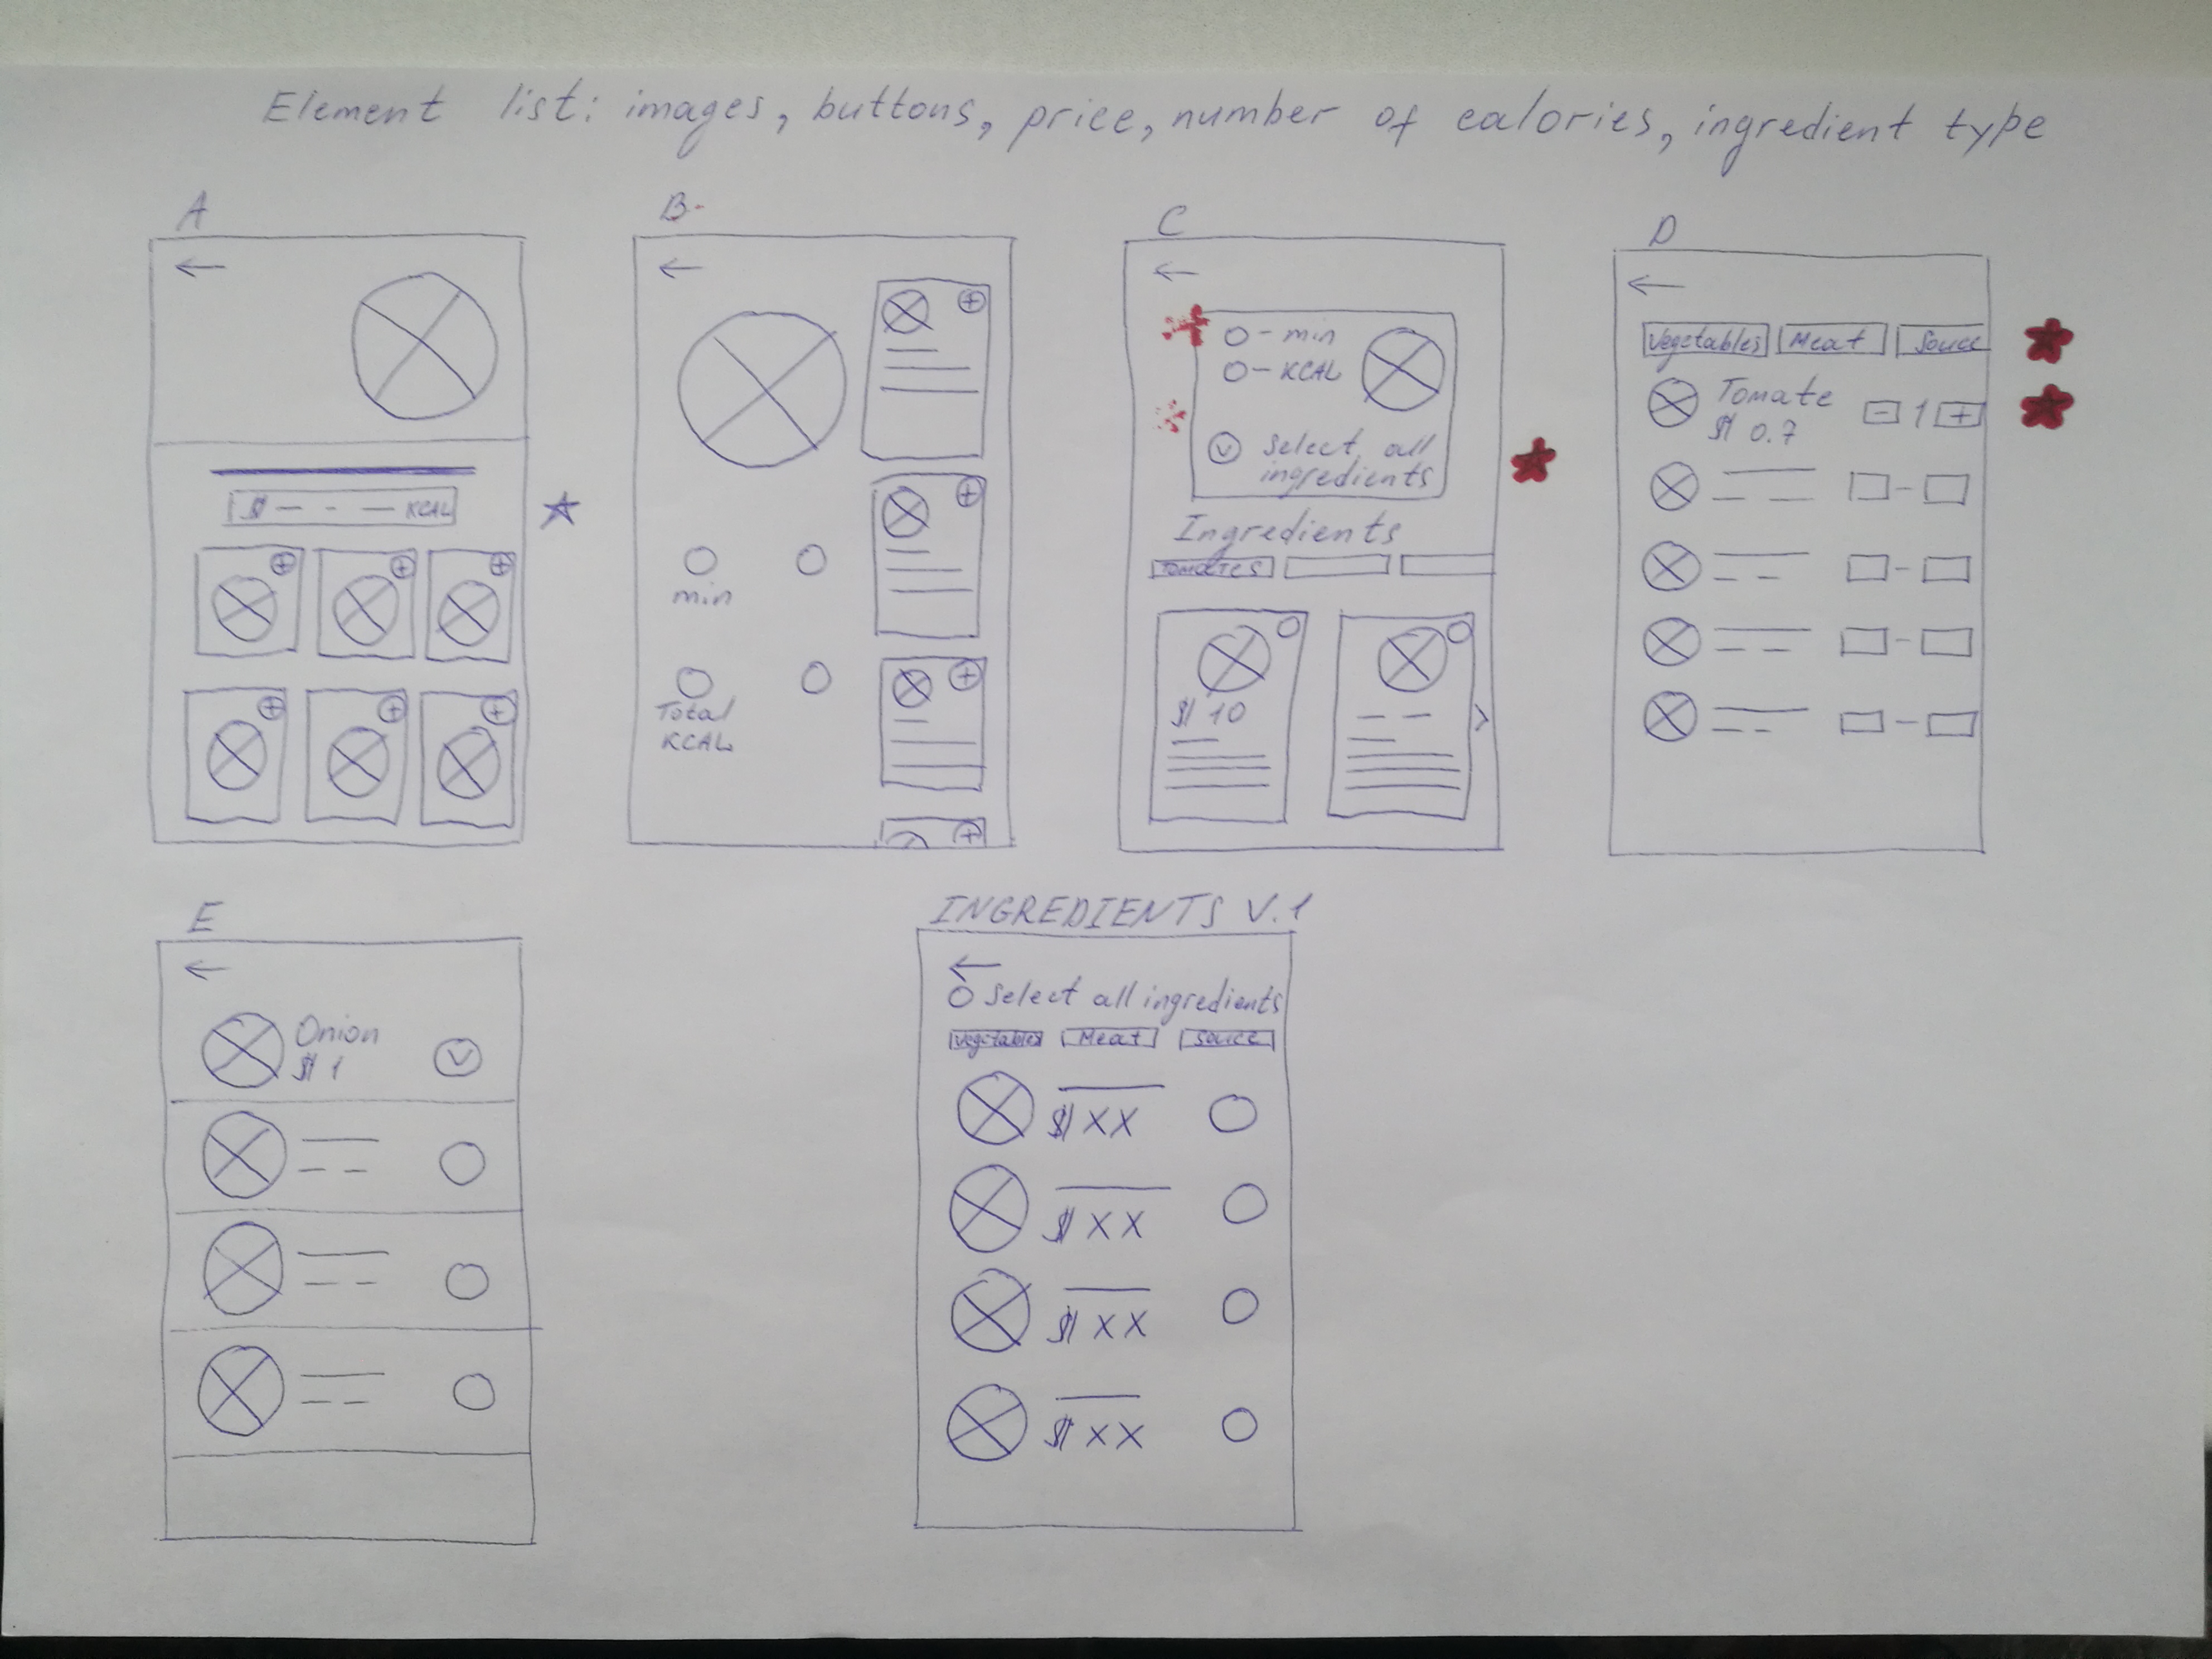 Element list: images, buttons, price, number of calories, ingredient type
A
$ KCAL
B
min
Total
KCAL
C
min
KCAL
Select all
ingredients
Ingredients
Tomates
$ 10
D
Vegetables Meat Souce
Tomate
$ 0.7
- 1 +
E
Onion
$ 1
INGREDIENTS V.1
Select all ingredients
Vegetables Meat Souce
$ XX
$ XX
$ XX
$ XX